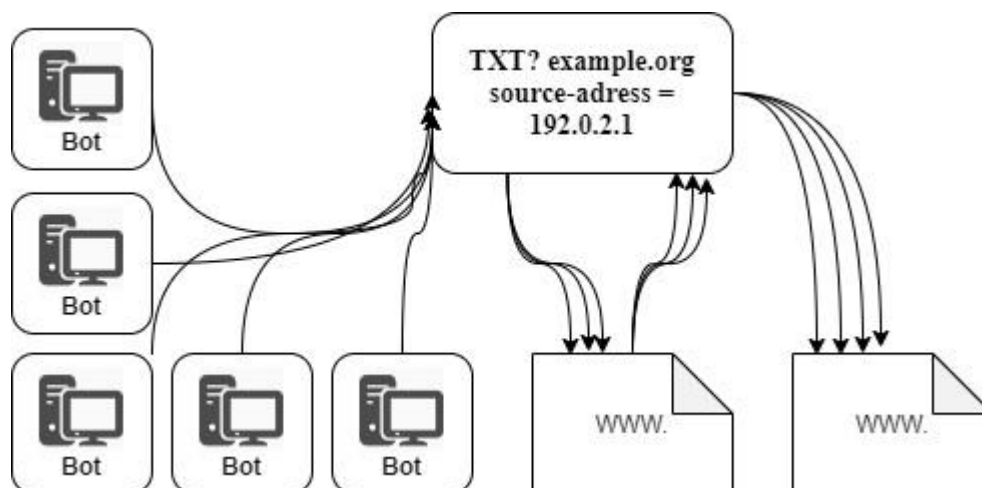 Bot
TXT? example.org
source-adress =
192.0.2.1
Bot
Bot
Bot
Bot
www.
www.